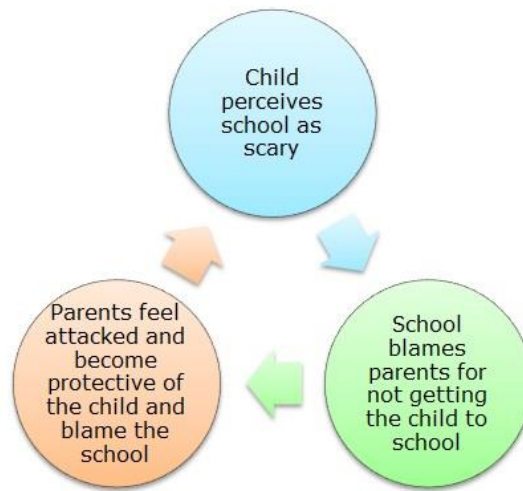 Child
perceives
school as
scary
School
blames
parents for
not getting
the child to
school
Parents feel
attacked and
become
protective of
the child and
blame the
school